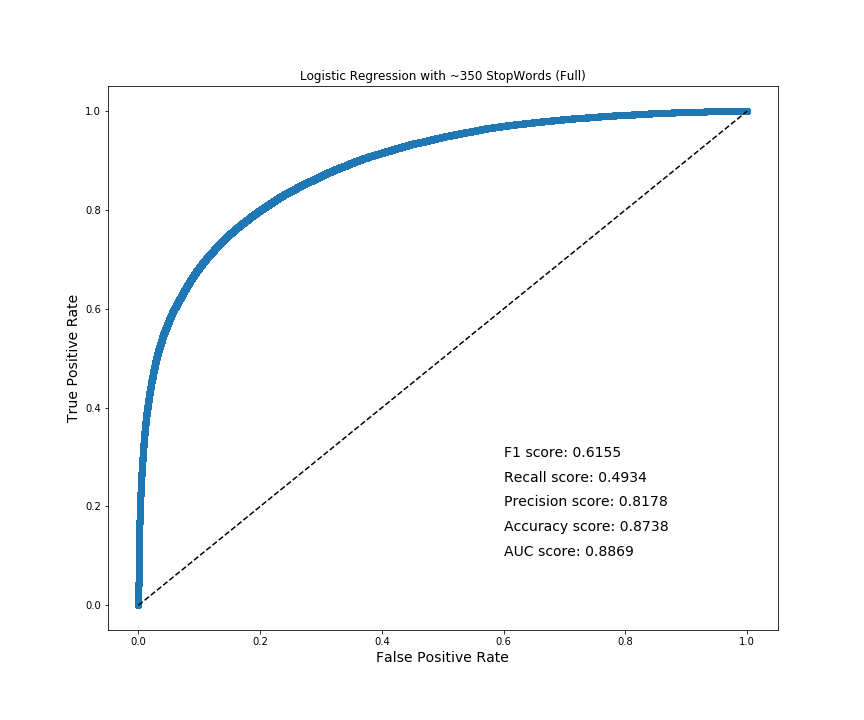 Logistic Regression with ~350 StopWords (Full)
1.0
0.8
0.6
0.4
0.2
0.0
True Positive Rate
F1 score: 0.6155
Recall score: 0.4934
Precision score: 0.8178
Accuracy score: 0.8738
AUC score: 0.8869
0.0 0.2 0.4 0.6 0.8 1.0
False Positive Rate